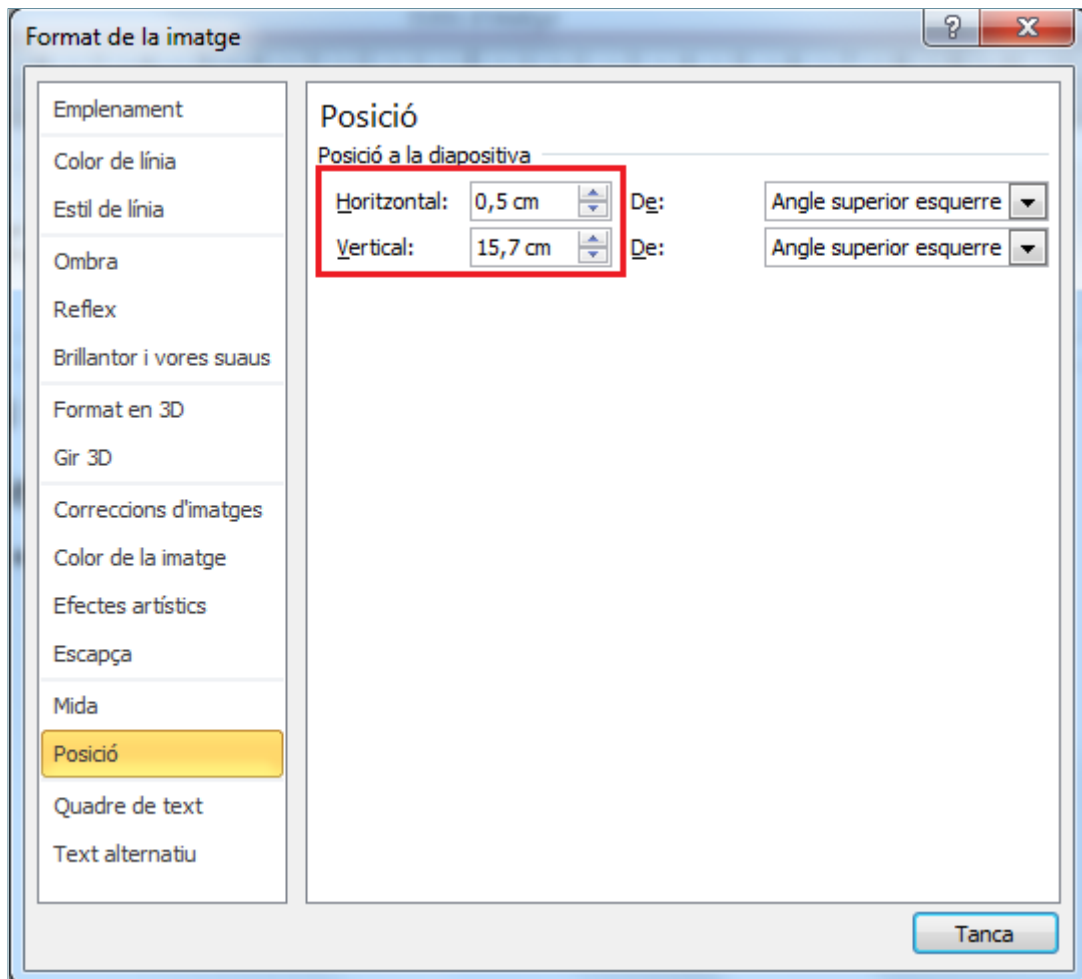 Format de la imatge
Emplenament
Color de línia
Estil de línia
Ombra
Reflex
Brillantor i vores suaus
Format en 3D
Gir 3D
Correccions d'imatges
Color de la imatge
Efectes artístics
Escapça
Mida
Posició
Quadre de text
Text alternatiu
Posició
Posició a la diapositiva
Horitzontal: 0,5 cm De: Angle superior esquerre
Vertical: 15,7 cm De: Angle superior esquerre
Tanca